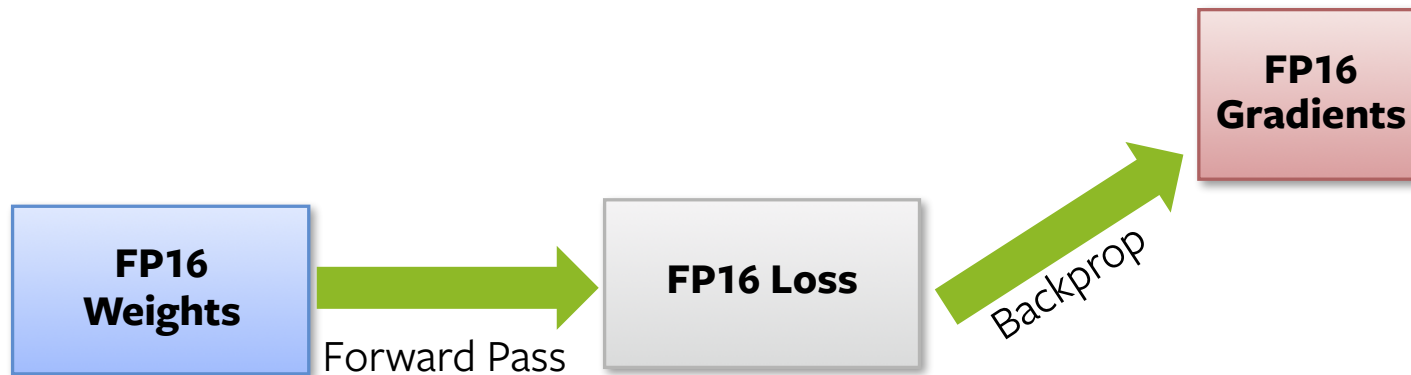 FP16
Weights
Forward Pass
FP16 Loss
Backprop
FP16
Gradients